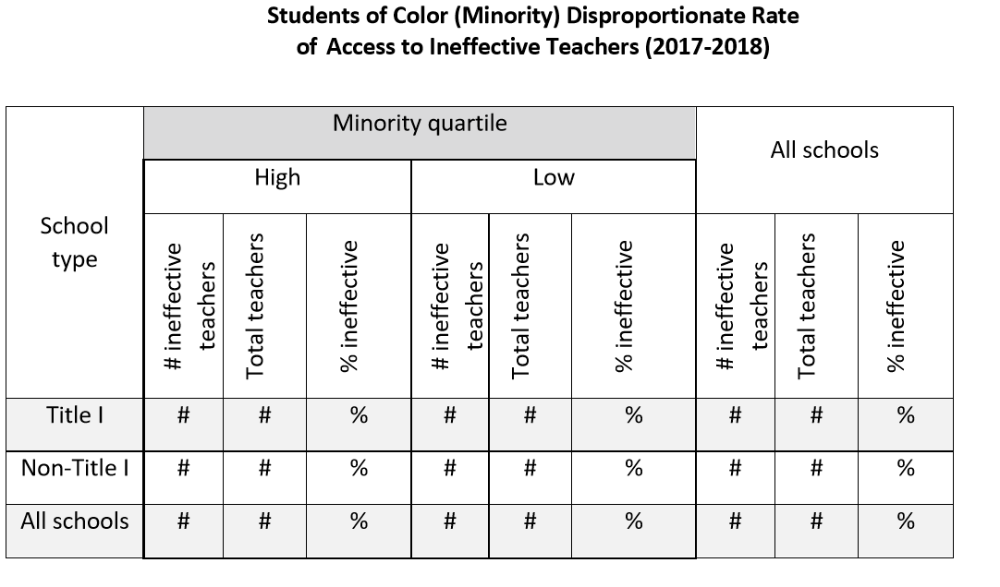 Students of Color (Minority) Disproportionate Rate
of Access to Ineffective Teachers (2017-2018)
School
type
Minority quartile
All schools
High
Low
# ineffective
teachers
Total teachers
% ineffective
# ineffective
teachers
Total teachers
% ineffective
# ineffective
teachers
Total teachers
% ineffective
Title I # # % # # % # # %
Non-Title I # # % # # % # # %
All schools # # % # # % # # %